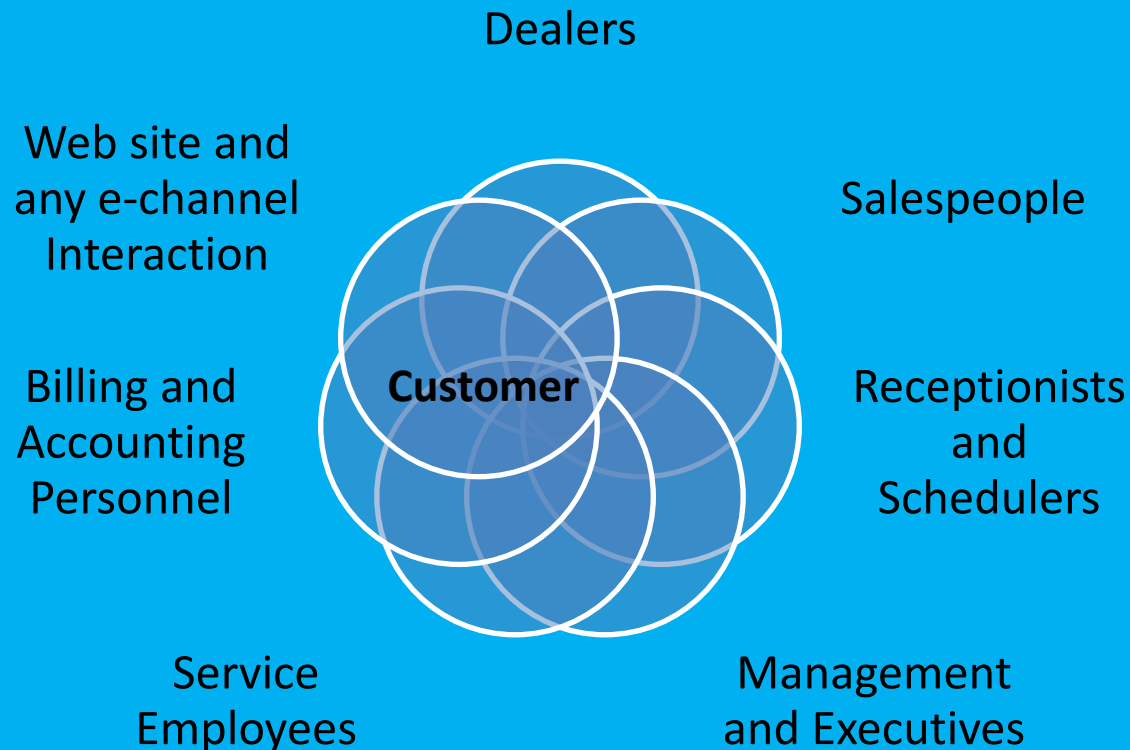 Dealers
Web site and
any e-channel
Interaction
Salespeople
Customer
Billing and
Accounting
Personnel
Receptionists
and
Schedulers
Service
Employees
Management
and Executives